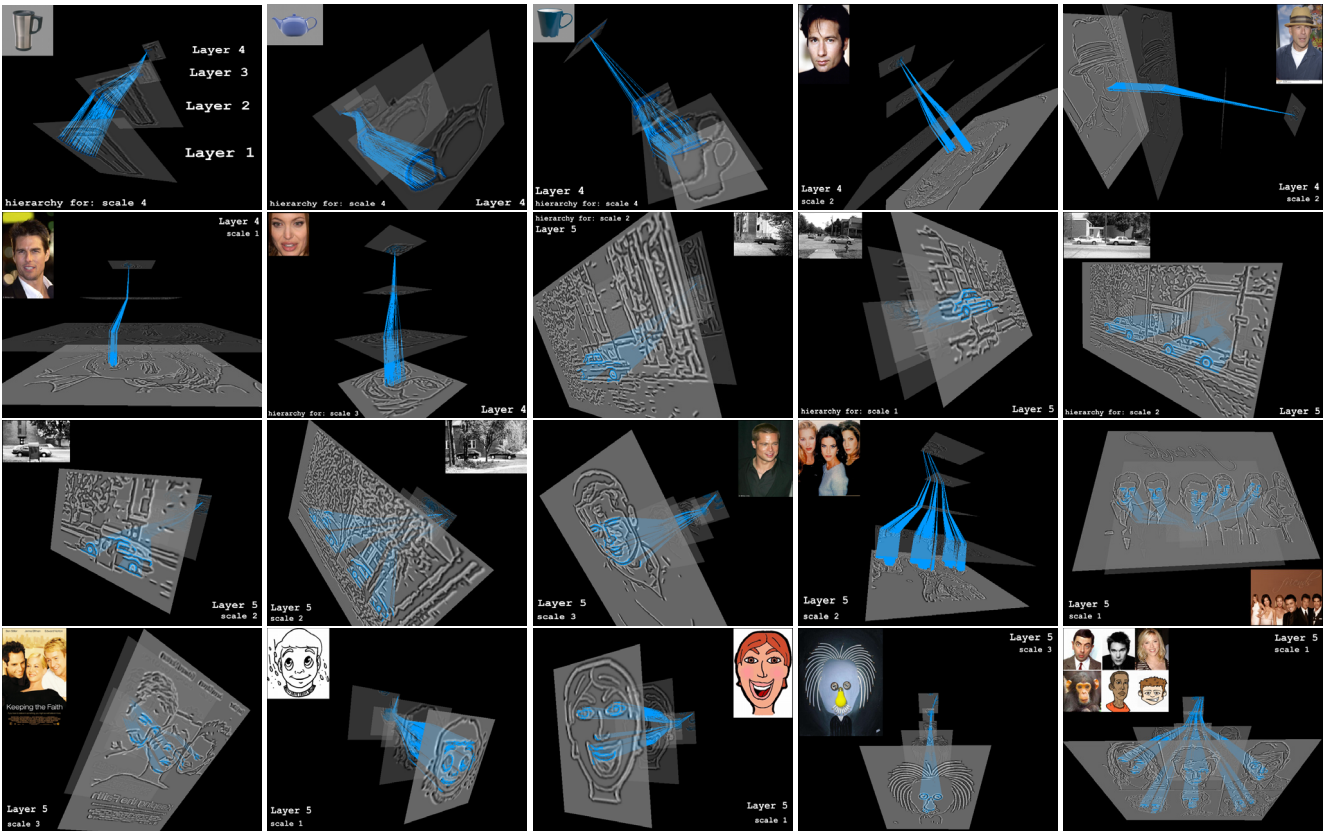 Layer 4
Layer 3
Layer 2
Layer 1
hierarchy for: scale 4
hierarchy for: scale 4
Layer 4
Layer 4
hierarchy for: scale 4
Layer 4
scale 2
Layer 4
scale 2
Layer 4
scale 1
hierarchy for: scale 3
Layer 4
hierarchy for: scale 2
Layer 5
hierarchy for: scale 1
Layer 5
hierarchy for: scale 2
Layer 5
Layer 5
scale 2
Layer 5
scale 2
Layer 5
scale 3
Layer 5
scale 2
Layer 5
scale 1
Keeping the Faith
Layer 5
scale 3
Layer 5
scale 1
Layer 5
scale 1
Layer 5
scale 3
Layer 5
scale 1